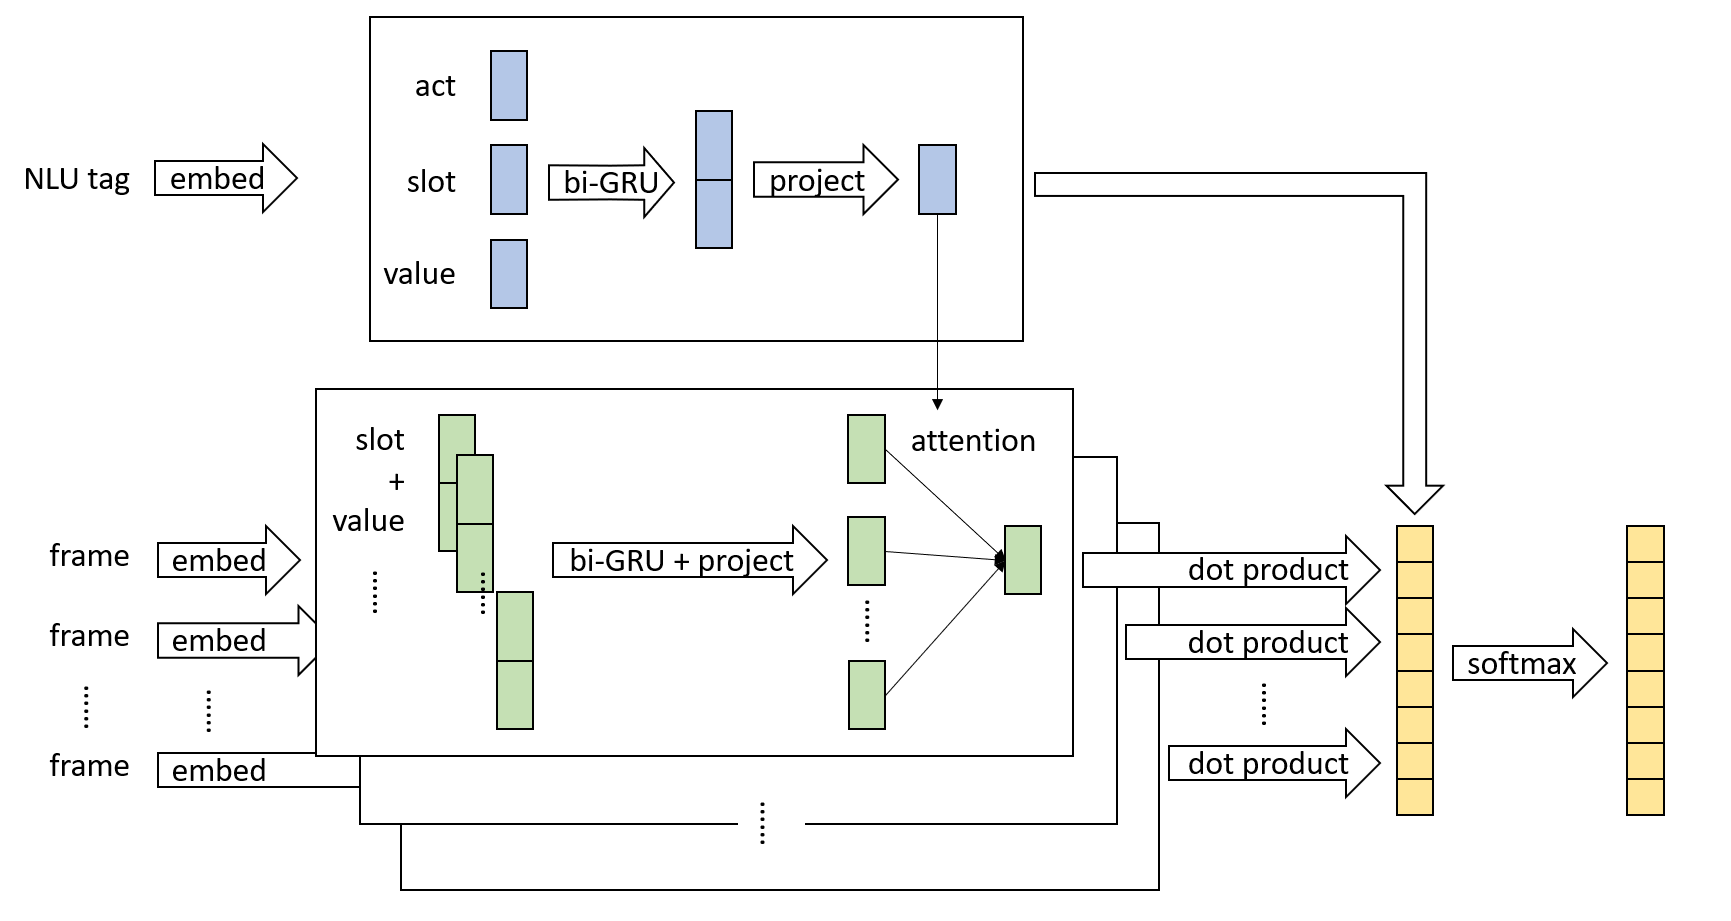 act
NLU tag
embed
slot
bi-GRU
project
value
slot
+
value
attention
frame
embed
bi-GRU + project
dot product
frame
embed
dot product
softmax
frame
embed
dot product